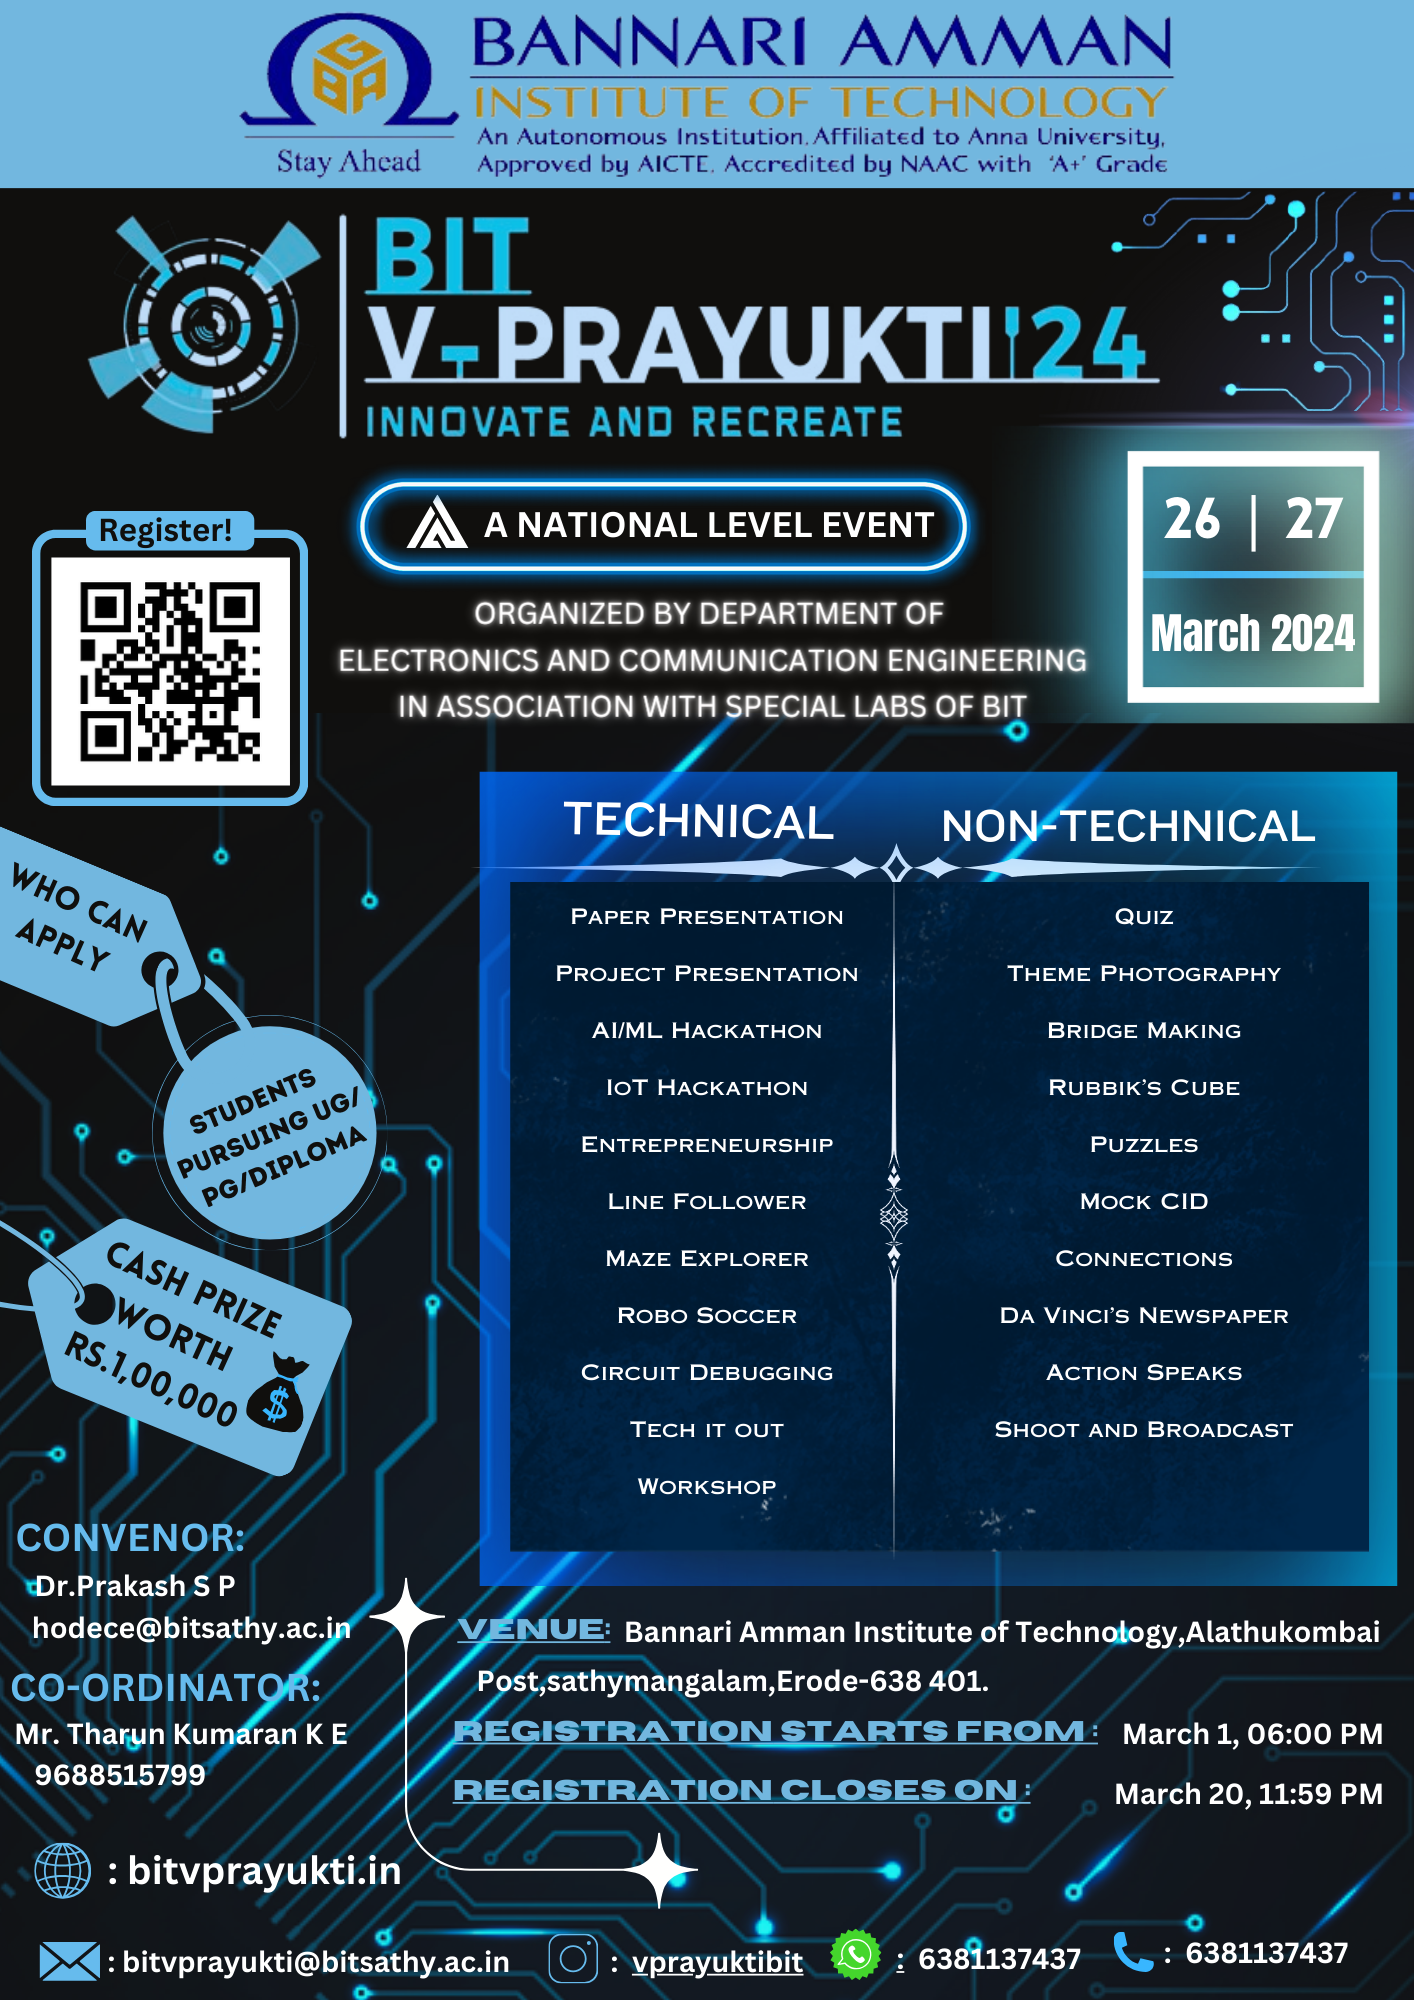 BANNARI AMMAN
INSTITUTE OF TECHNOLOGY
An Autonomous Institution, Affiliated to Anna University,
Approved by AICTE, Accredited by NAAC with 'A+' Grade
GBA
Stay Ahead
BIT
V-PRAYUKTI'24
INNOVATE AND RECREATE
A NATIONAL LEVEL EVENT
26 | 27
March 2024
Register!
ORGANIZED BY DEPARTMENT OF
ELECTRONICS AND COMMUNICATION ENGINEERING
IN ASSOCIATION WITH SPECIAL LABS OF BIT
WHO CAN
APPLY
STUDENTS
PURSUING UG/
PG/DIPLOMA
CASH PRIZE
WORTH
RS.1,00,000
$
TECHNICAL
PAPER PRESENTATION
PROJECT PRESENTATION
AI/ML HACKATHON
IOT HACKATHON
ENTREPRENEURSHIP
LINE FOLLOWER
MAZE EXPLORER
ROBO SOCCER
CIRCUIT DEBUGGING
TECH IT OUT
WORKSHOP
NON-TECHNICAL
QUIZ
THEME PHOTOGRAPHY
BRIDGE MAKING
RUBBIK'S CUBE
PUZZLES
MOCK CID
CONNECTIONS
DA VINCI'S NEWSPAPER
ACTION SPEAKS
SHOOT AND BROADCAST
CONVENOR:
Dr.Prakash S P
hodece@bitsathy.ac.in
CO-ORDINATOR:
Mr. Tharun Kumaran K E
9688515799
VENUE: Bannari Amman Institute of Technology,Alathukombai
Post,sathymangalam,Erode-638 401.
REGISTRATION STARTS FROM : March 1, 06:00 PM
REGISTRATION CLOSES ON : March 20, 11:59 PM
: bitvprayukti.in
: bitvprayukti@bitsathy.ac.in
: vprayuktibit
: 6381137437
: 6381137437